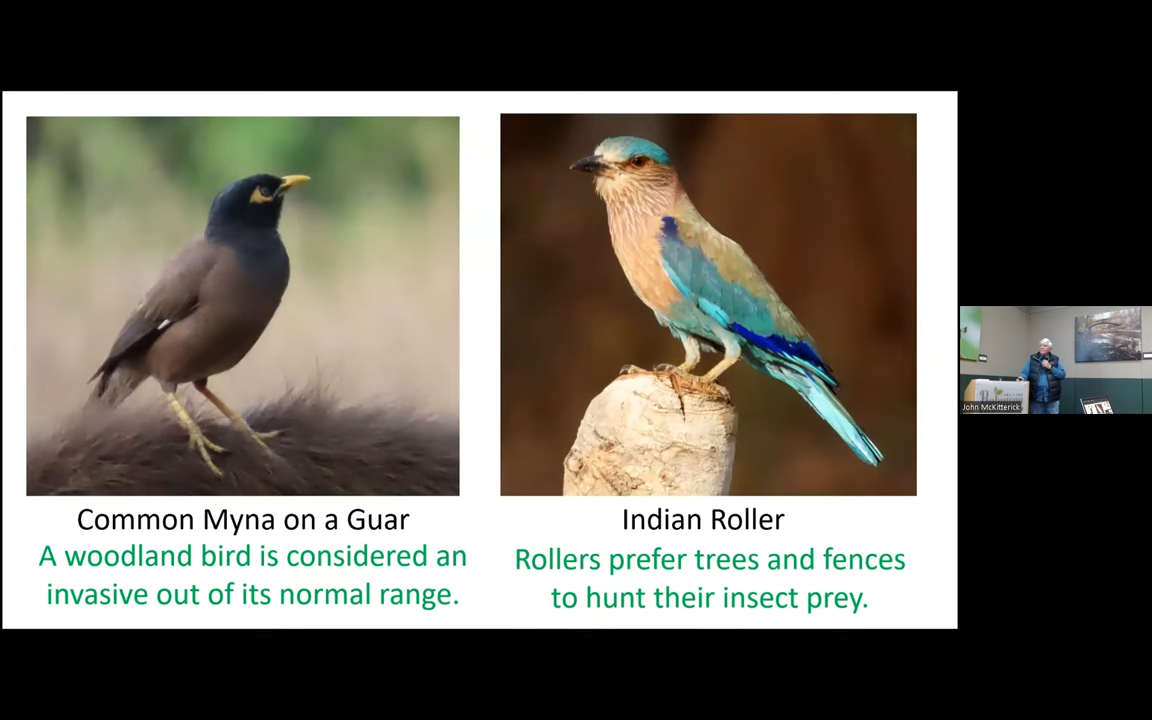 Common Myna on a Guar
A woodland bird is considered an
invasive out of its normal range.
Indian Roller
Rollers prefer trees and fences
to hunt their insect prey.
John McKitterick